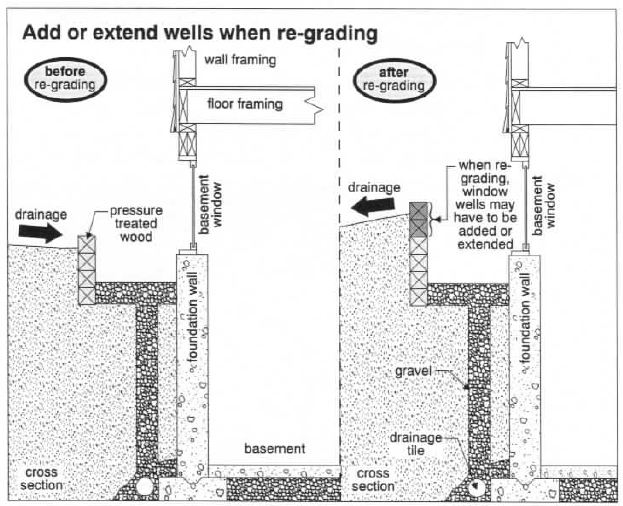 Add or extend wells when re-grading
before
re-grading
wall framing
floor framing
drainage
pressure
treated
wood
basement
window
foundation wall
basement
cross
section
after
re-grading
drainage
when re-
grading,
window
wells may
have to be
added or
extended
basement
window
foundation wall
gravel
drainage
tile
cross
section